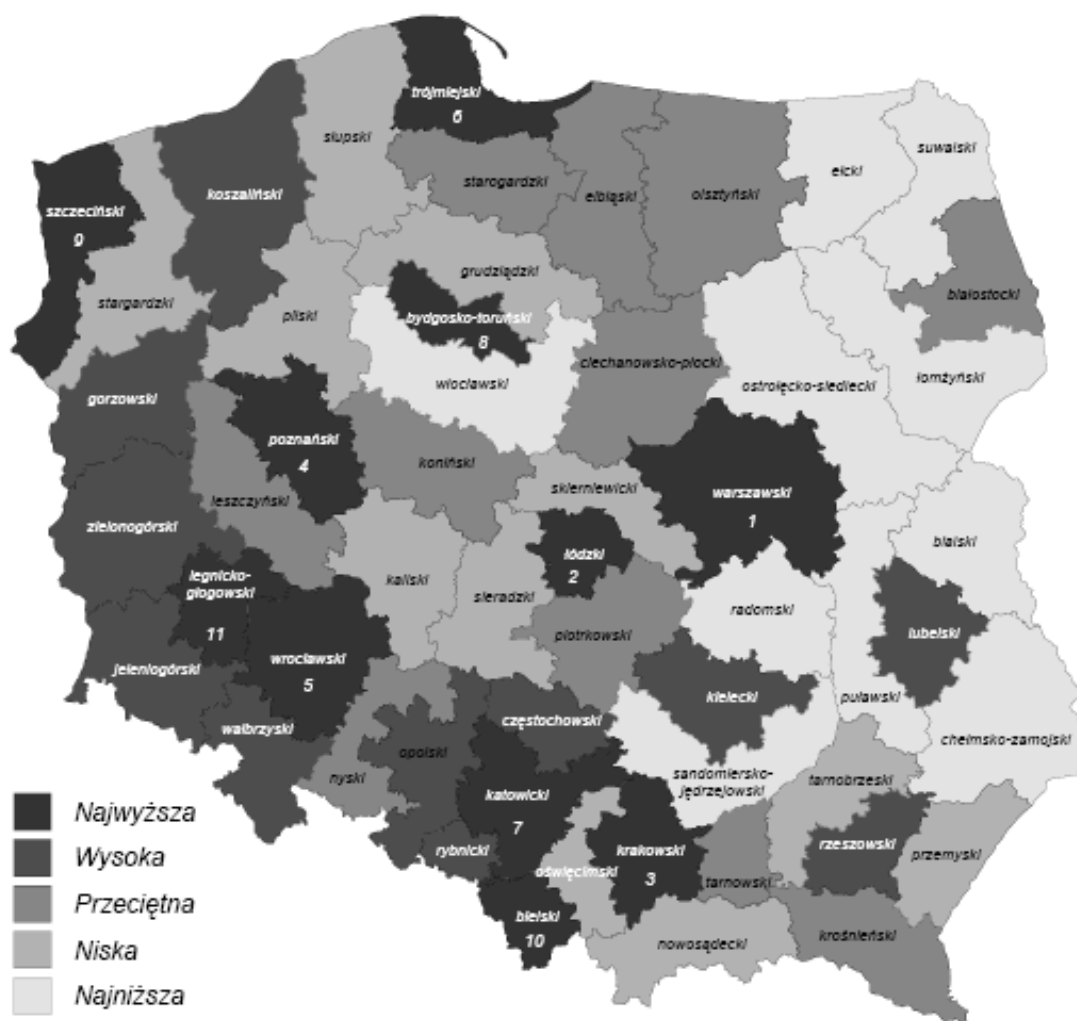 trójmiejski
6
słupski
suwalski
ełcki
koszaliński
starogardzki
elbląski
olsztyński
szczeciński
9
grudziądzki
białostocki
stargardzki
pilski
bydgosko-toruński
8
ciechanowsko-płocki
włocławski
ostrołęcko-siedlecki
łomżyński
gorzowski
poznański
4
koniński
skierniewicki
warszawski
1
leszczyński
zielonogórski
łódzki
2
bialski
legnicko-
głogowski
11
kaliski
sieradzki
radomski
piotrkowski
lubelski
wrocławski
5
jeleniogórski
kielecki
puławski
wałbrzyski
częstochowski
chełmsko-zamojski
opolski
nyski
sandomiersko-
jędrzejowski
tarnobrzeski
katowicki
7
rybnicki
krakowski
3
rzeszowski
przemyski
oświęcimski
tarnowski
bielski
10
nowosądecki
krośnieński
Najwyższa
Wysoka
Przeciętna
Niska
Najniższa